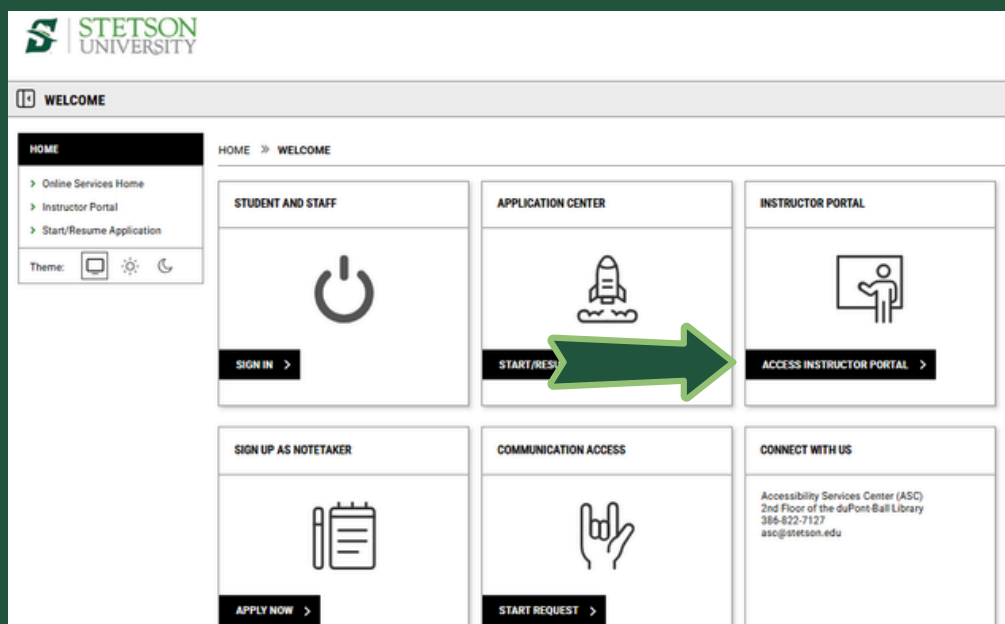 STETSON
UNIVERSITY
WELCOME
HOME
Online Services Home
Instructor Portal
Start/Resume Application
Theme:
HOME » WELCOME
STUDENT AND STAFF
SIGN IN >
APPLICATION CENTER
START/RESU
INSTRUCTOR PORTAL
ACCESS INSTRUCTOR PORTAL >
SIGN UP AS NOTETAKER
APPLY NOW >
COMMUNICATION ACCESS
START REQUEST >
CONNECT WITH US
Accessibility Services Center (ASC)
2nd Floor of the duPont-Ball Library
386-822-7127
asc@stetson.edu